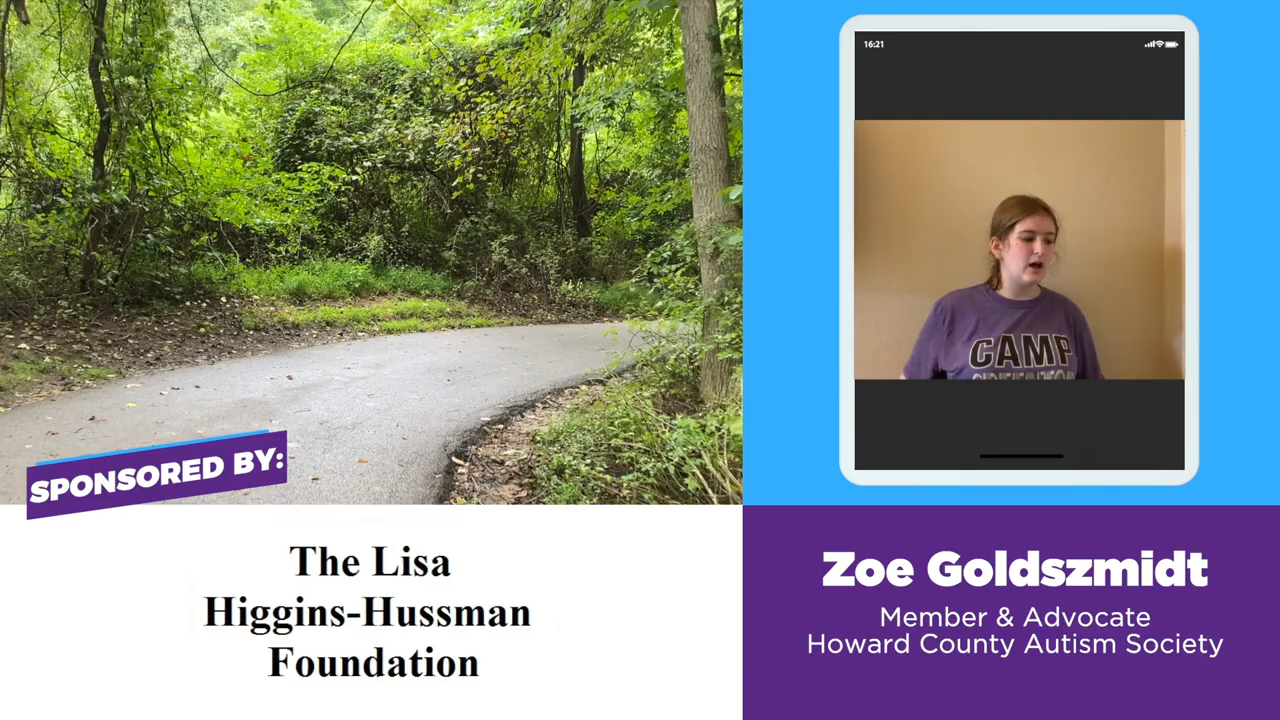 16:21
CAMP
SPONSORED BY:
The Lisa
Higgins-Hussman
Foundation
Zoe Goldszmidt
Member & Advocate
Howard County Autism Society